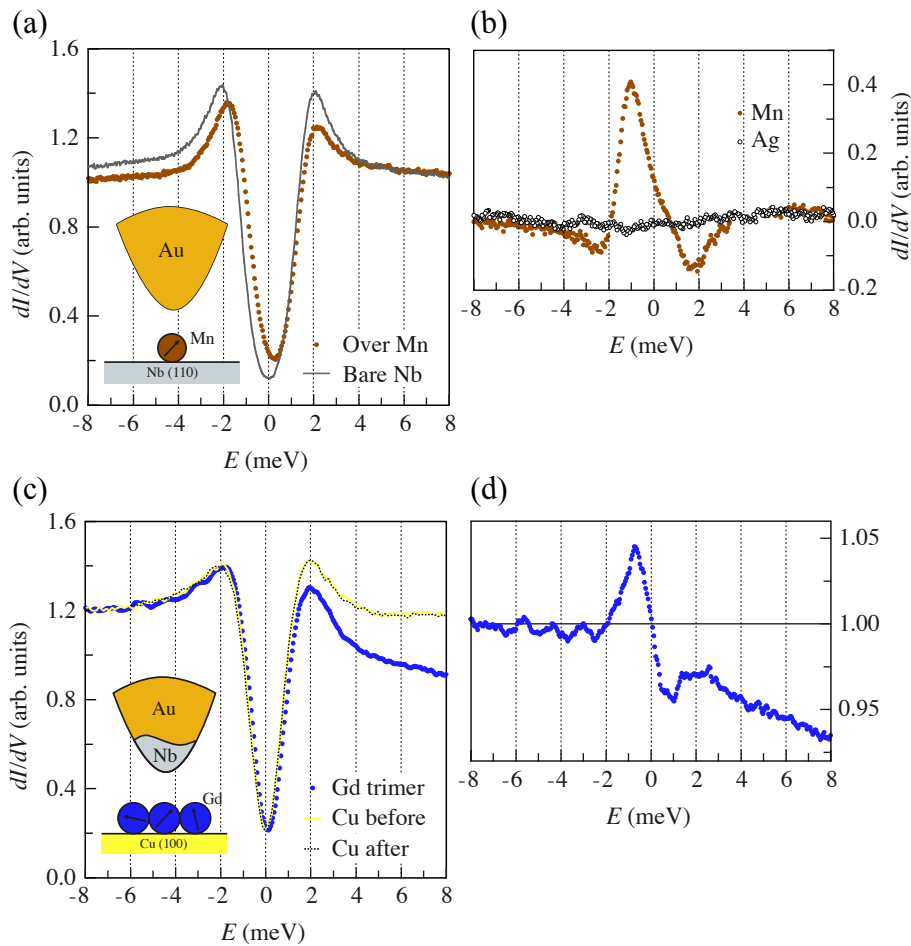 (a)
1.6
1.2
0.8
0.4
0.0
dI/dV (arb. units)
-8 -6 -4 -2 0 2 4 6 8
E (meV)
Au
Mn
Nb (110)
Over Mn
Bare Nb
(b)
Mn
Ag
0.4
0.2
0.0
-0.2
dI/dV (arb. units)
-8 -6 -4 -2 0 2 4 6 8
E (meV)
(c)
1.6
1.2
0.8
0.4
0.0
dI/dV (arb. units)
-8 -6 -4 -2 0 2 4 6 8
E (meV)
Au
Nb
Gd
Cu (100)
Gd trimer
Cu before
Cu after
(d)
1.05
1.00
0.95
-8 -6 -4 -2 0 2 4 6 8
E (meV)